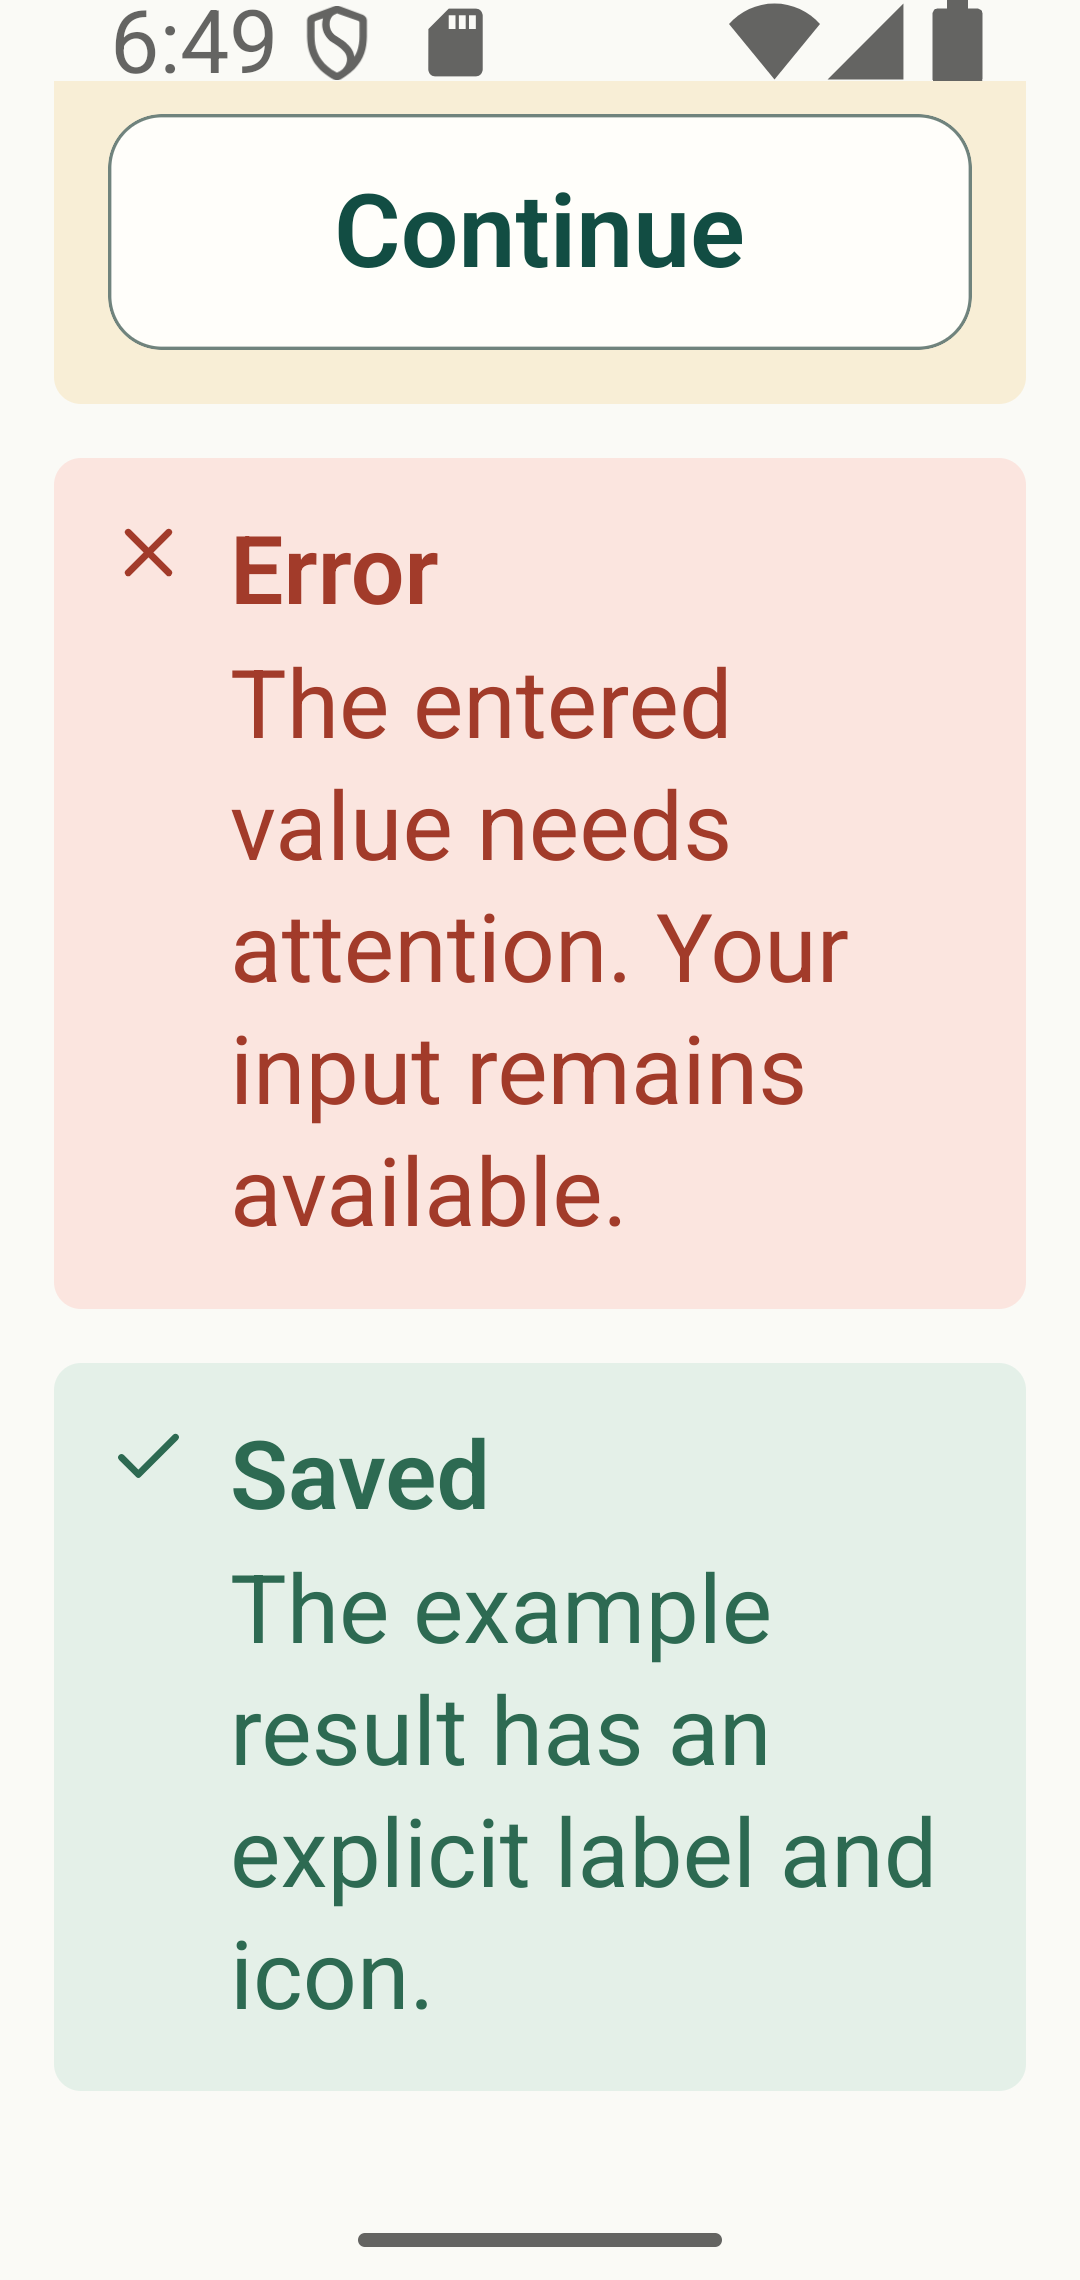 6:49
Continue
Error
The entered
value needs
attention. Your
input remains
available.
Saved
The example
result has an
explicit label and
icon.